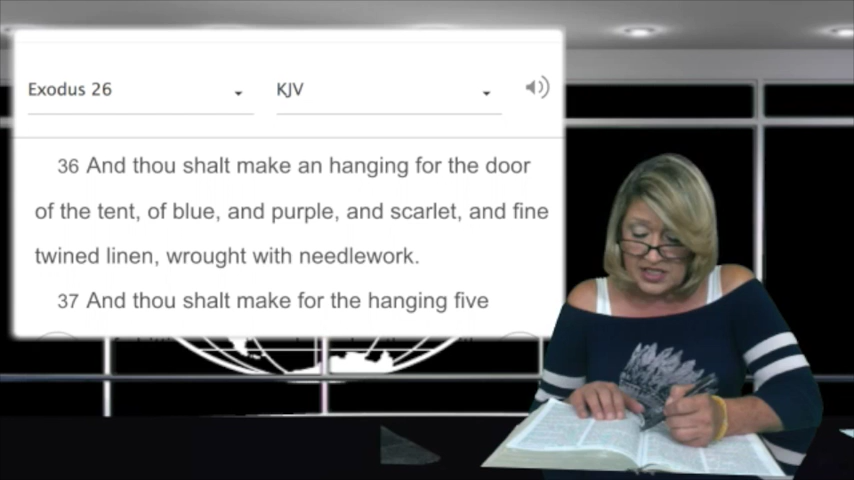 Exodus 26
KJV
36 And thou shalt make an hanging for the door
of the tent, of blue, and purple, and scarlet, and fine
twined linen, wrought with needlework.
37 And thou shalt make for the hanging five